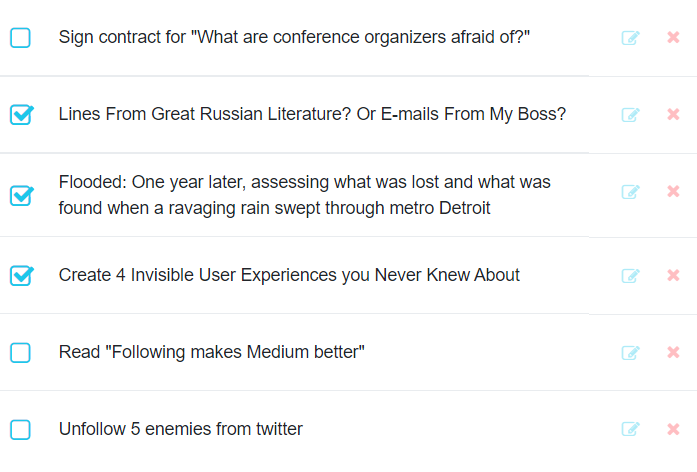 Sign contract for "What are conference organizers afraid of?"
Lines From Great Russian Literature? Or E-mails From My Boss?
Flooded: One year later, assessing what was lost and what was
found when a ravaging rain swept through metro Detroit
Create 4 Invisible User Experiences you Never Knew About
Read "Following makes Medium better"
Unfollow 5 enemies from twitter